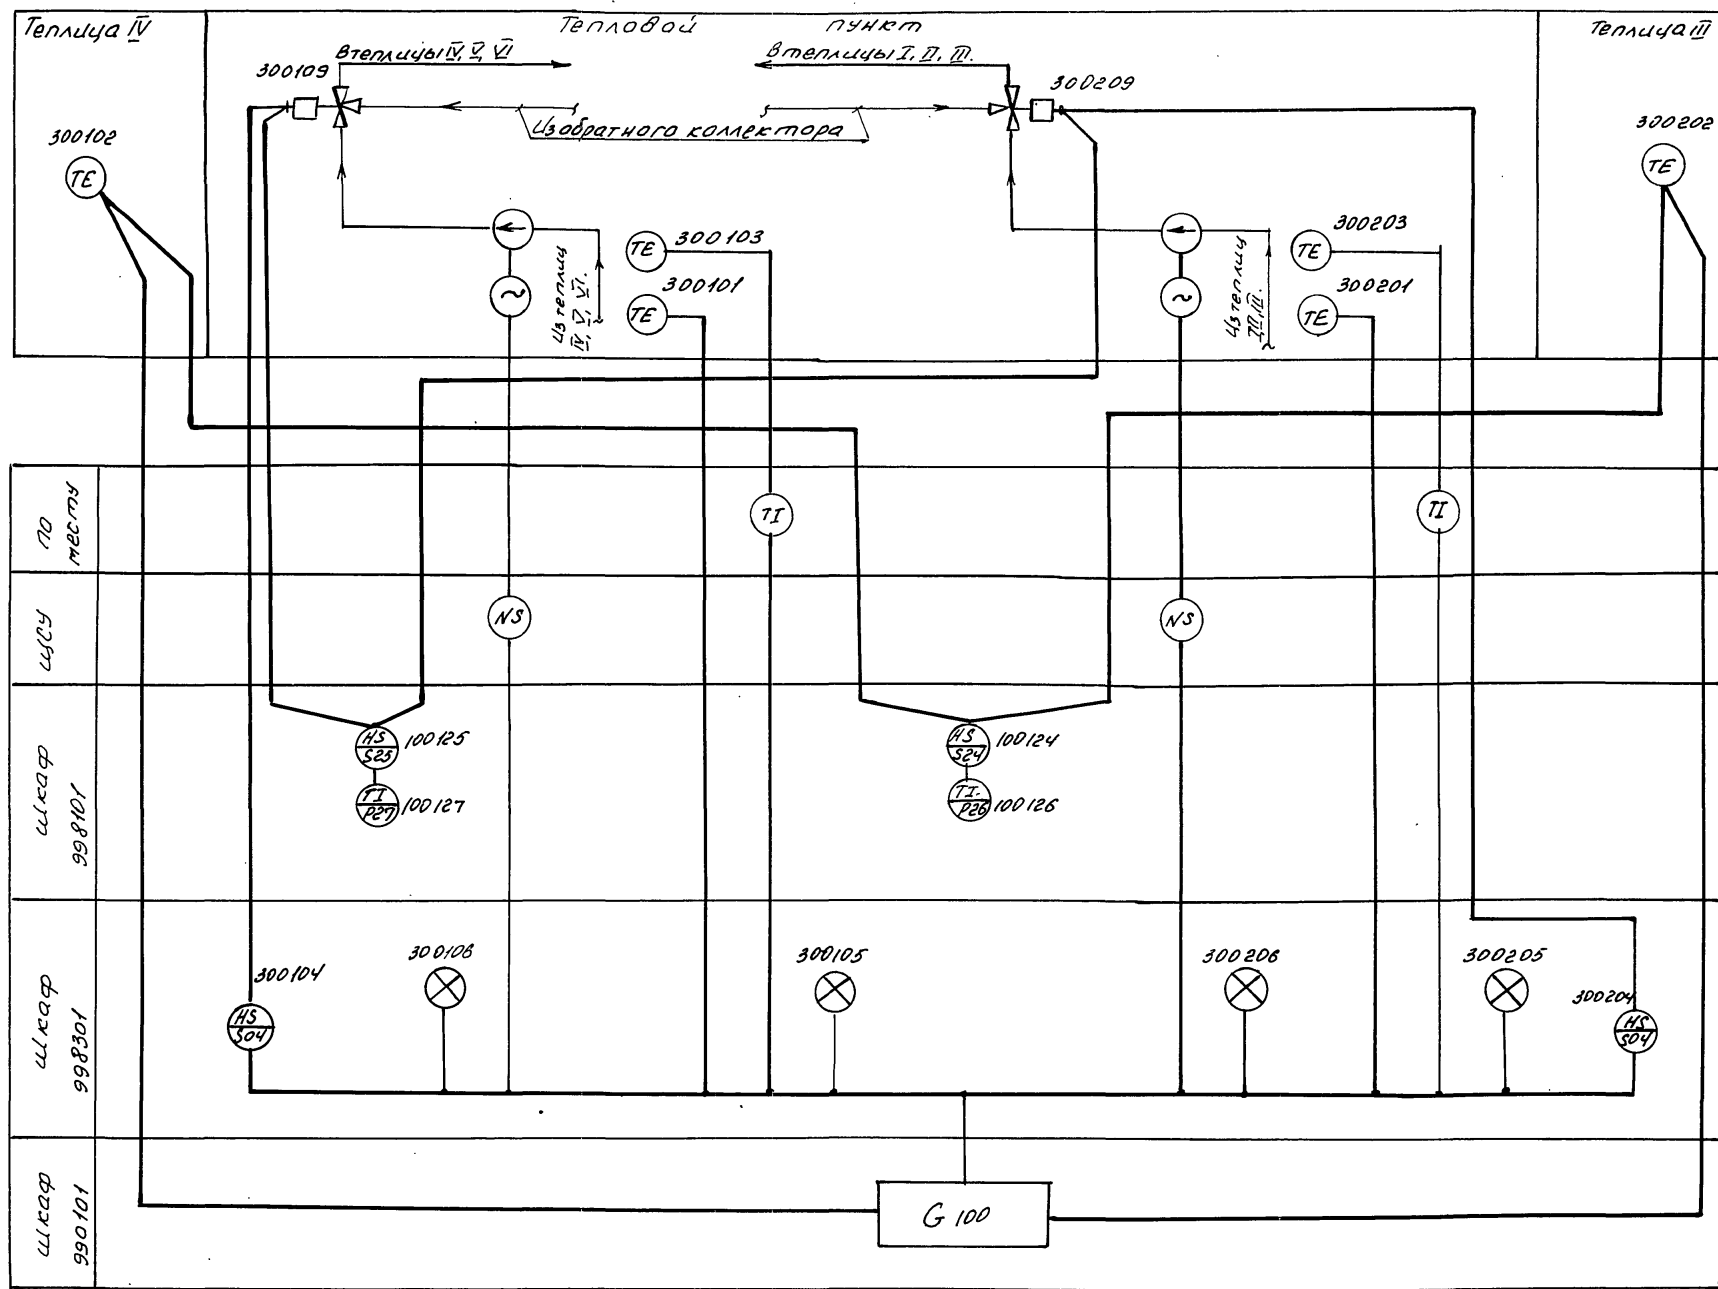 Теплица IV
Тепловой пункт
Теплица III
В теплицы IV, V, VI
В теплицы I, II, III.
300109
300209
Из обратного коллектора
300102
TE
300202
TE
TE
300103
TE
300101
Из теплиц
IV, V, VI.
TE
300203
TE
300201
Из теплиц
I, II, III.
~
~
по
месту
TI
TI
ЩСУ
NS
NS
шкаф
998101
HS
S25
100125
TI
P27
100127
HS
S24
100124
TI
P26
100126
шкаф
998301
300104
HS
S04
300106
300105
300206
300205
300204
HS
S04
шкаф
990101
G 100